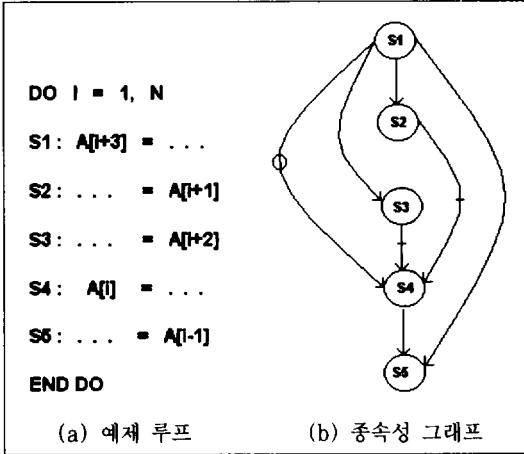 DO I = 1, N
S1: A[i+3] = ...
S2: ... = A[i+1]
S3: ... = A[i+2]
S4: A[i] = ...
S5: ... = A[i-1]
END DO
(a) 예제 루프
S1
S2
S3
S4
S5
(b) 종속성 그래프